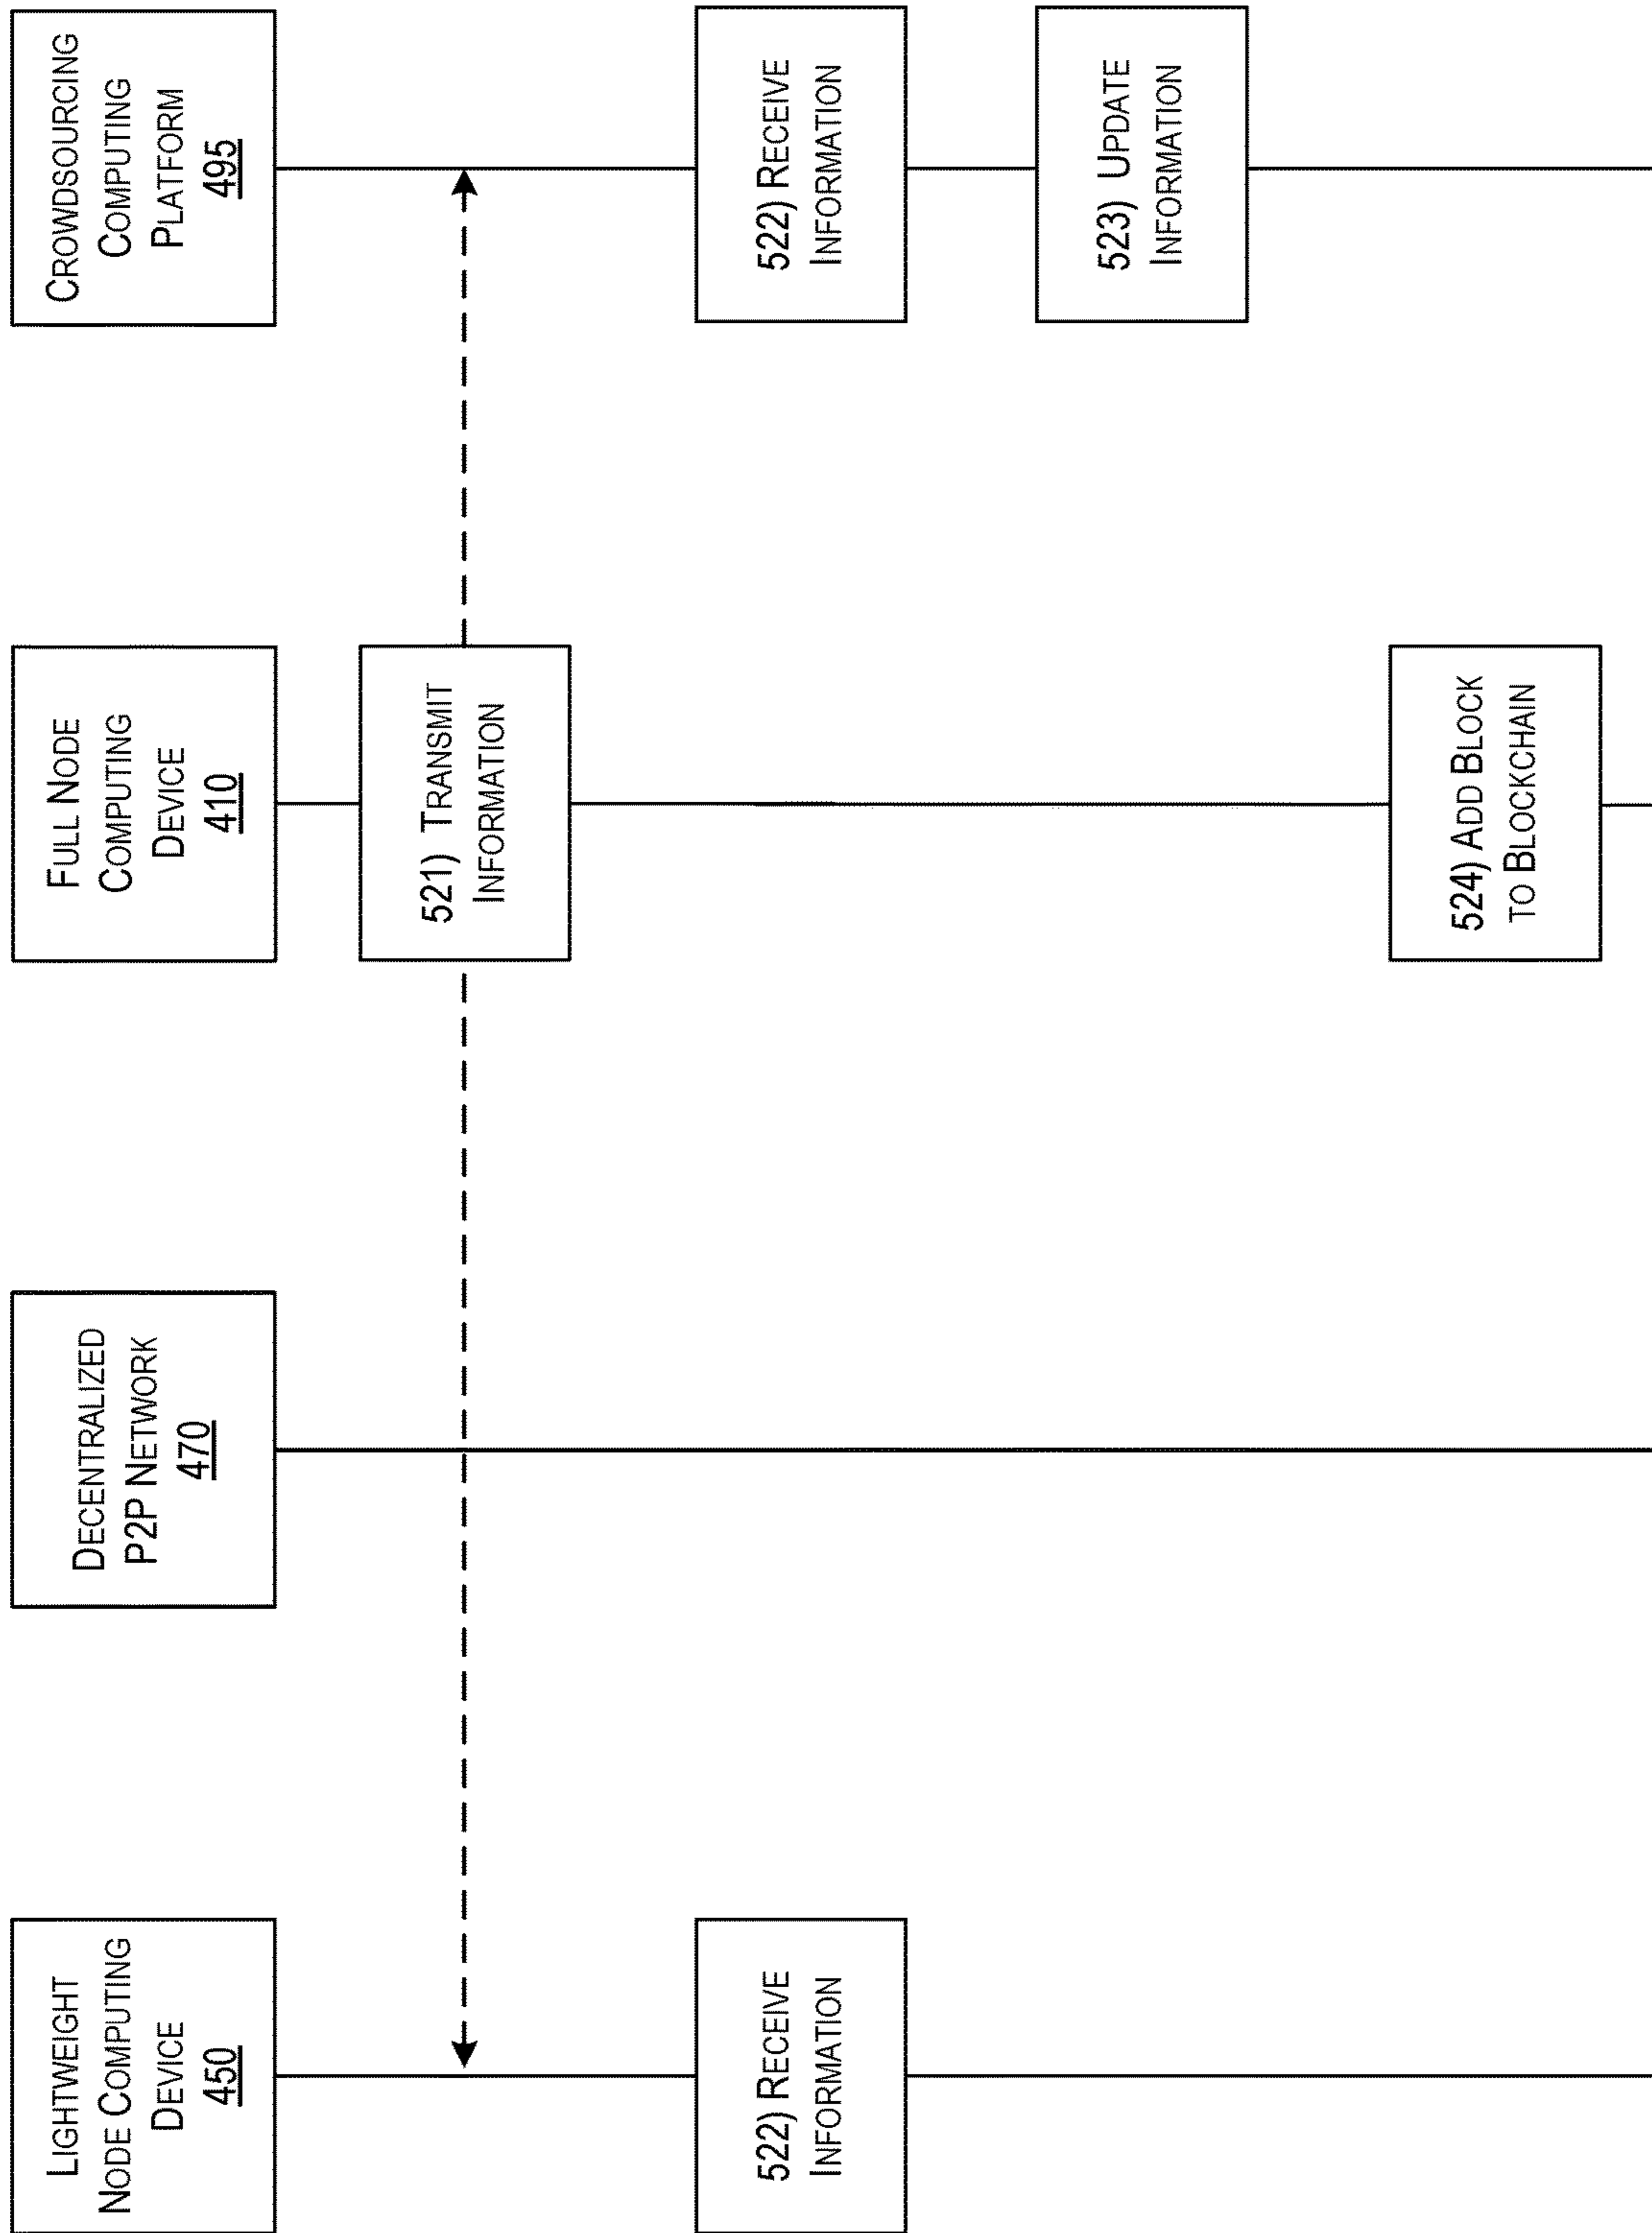 LIGHTWEIGHT
NODE COMPUTING
DEVICE
450
DECENTRALIZED
P2P NETWORK
470
FULL NODE
COMPUTING
DEVICE
410
CROWDSOURCING
COMPUTING
PLATFORM
495
521) TRANSMIT
INFORMATION
522) RECEIVE
INFORMATION
522) RECEIVE
INFORMATION
523) UPDATE
INFORMATION
524) ADD BLOCK
TO BLOCKCHAIN